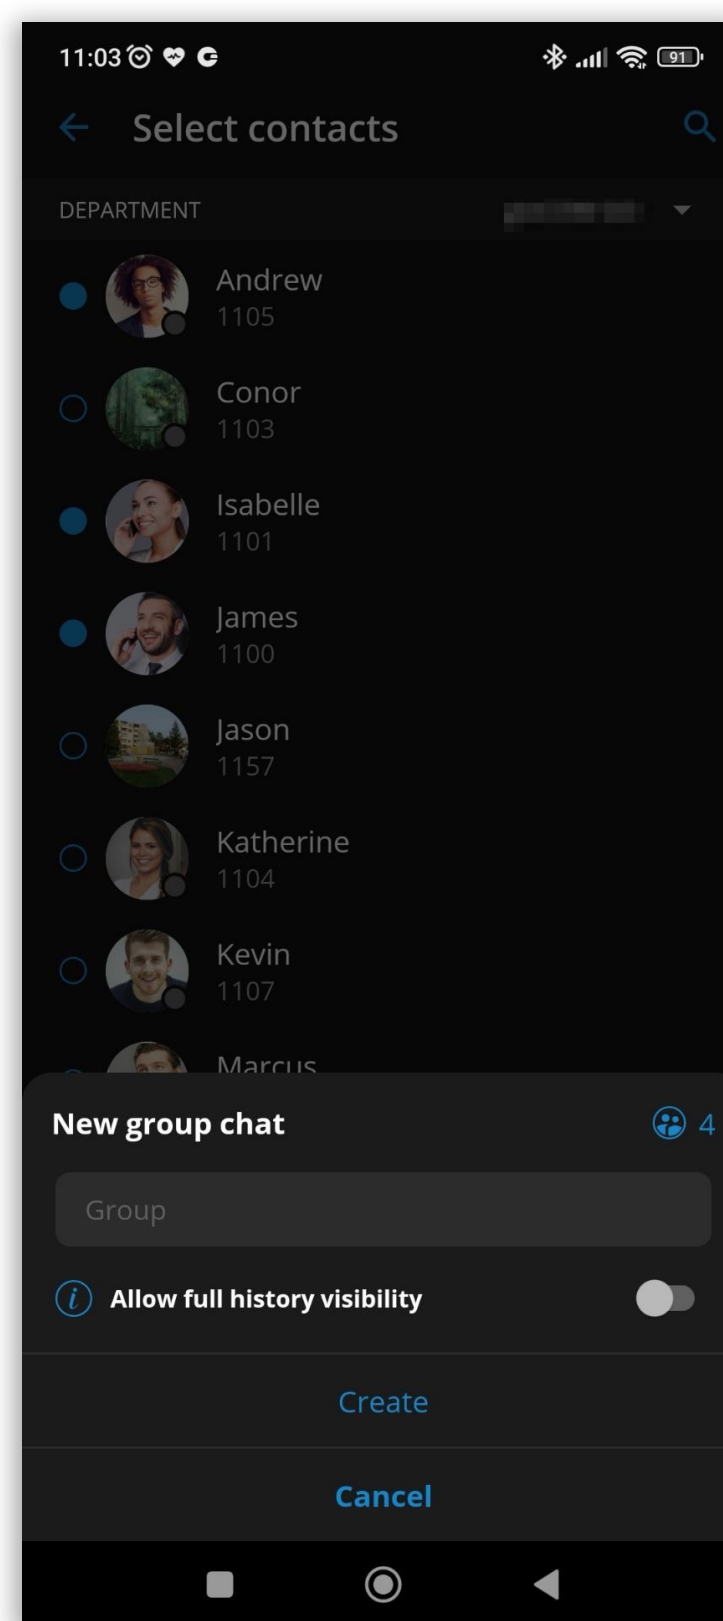 11:03
91
Select contacts
DEPARTMENT
Andrew
1105
Conor
1103
Isabelle
1101
James
1100
Jason
1157
Katherine
1104
Kevin
1107
Marcus
New group chat
4
Group
Allow full history visibility
Create
Cancel